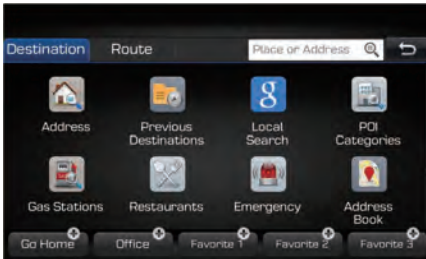 Destination Route Place or Address
8
Address Previous Destinations Local Search POI Categories
Gas Stations Restaurants Emergency Address Book
Go Home Office Favorite 1 Favorite 2 Favorite 3